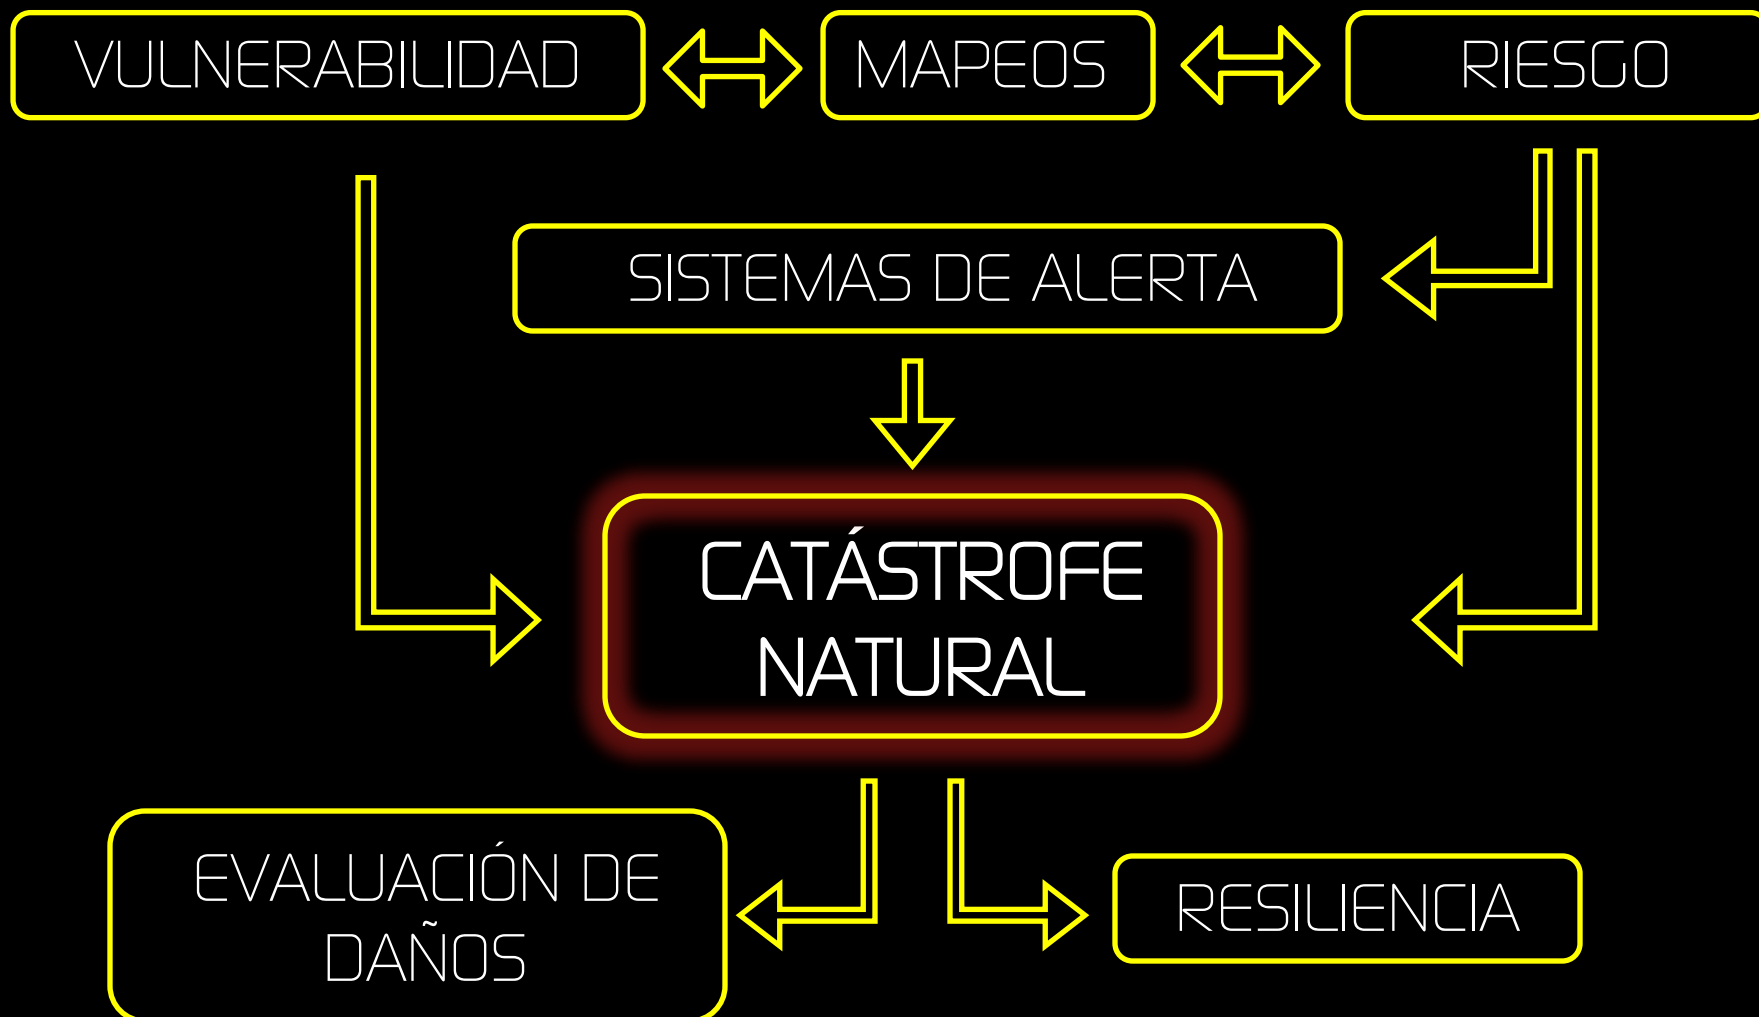 VULNERABILIDAD
MAPEOS
RIESGO
SISTEMAS DE ALERTA
CATÁSTROFE
NATURAL
EVALUACIÓN DE
DAÑOS
RESILIENCIA